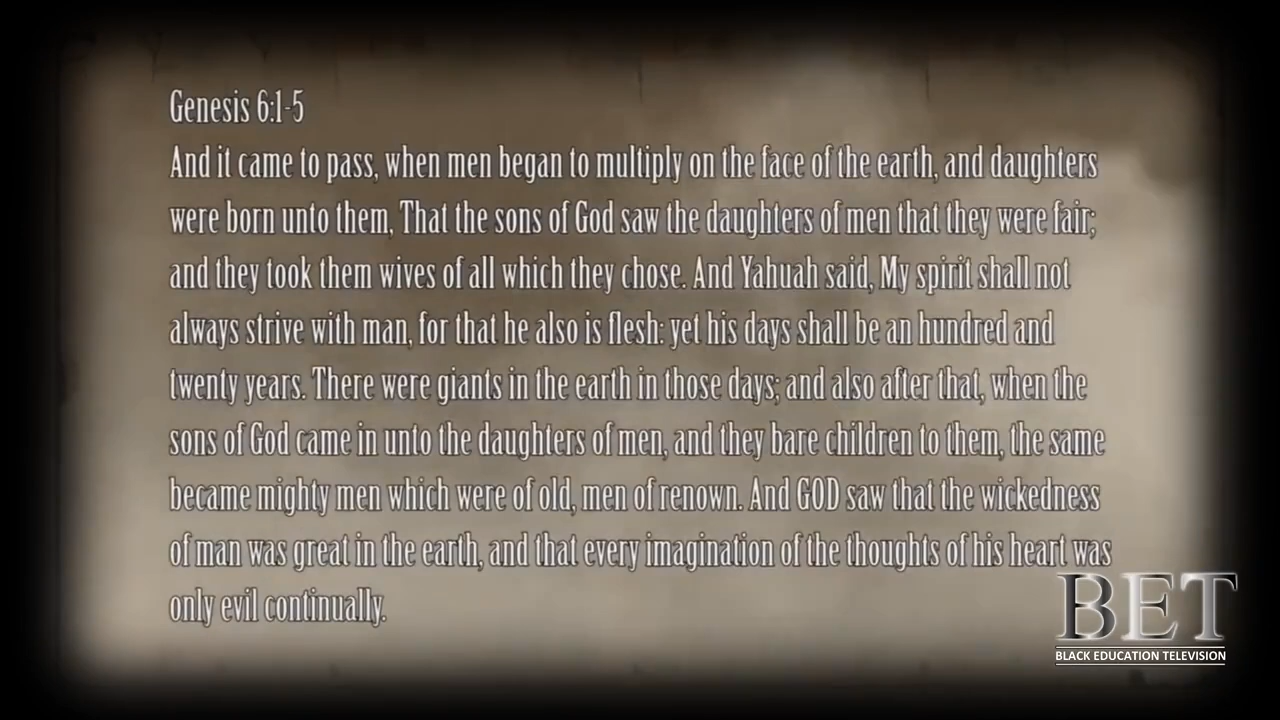 Genesis 6:1-5
And it came to pass, when men began to multiply on the face of the earth, and daughters
were born unto them, That the sons of God saw the daughters of men that they were fair;
and they took them wives of all which they chose. And Yahuah said, My spirit shall not
always strive with man, for that he also is flesh: yet his days shall be an hundred and
twenty years. There were giants in the earth in those days; and also after that, when the
sons of God came in unto the daughters of men, and they bare children to them, the same
became mighty men which were of old, men of renown. And GOD saw that the wickedness
of man was great in the earth, and that every imagination of the thoughts of his heart was
only evil continually.
BET
BLACK EDUCATION TELEVISION